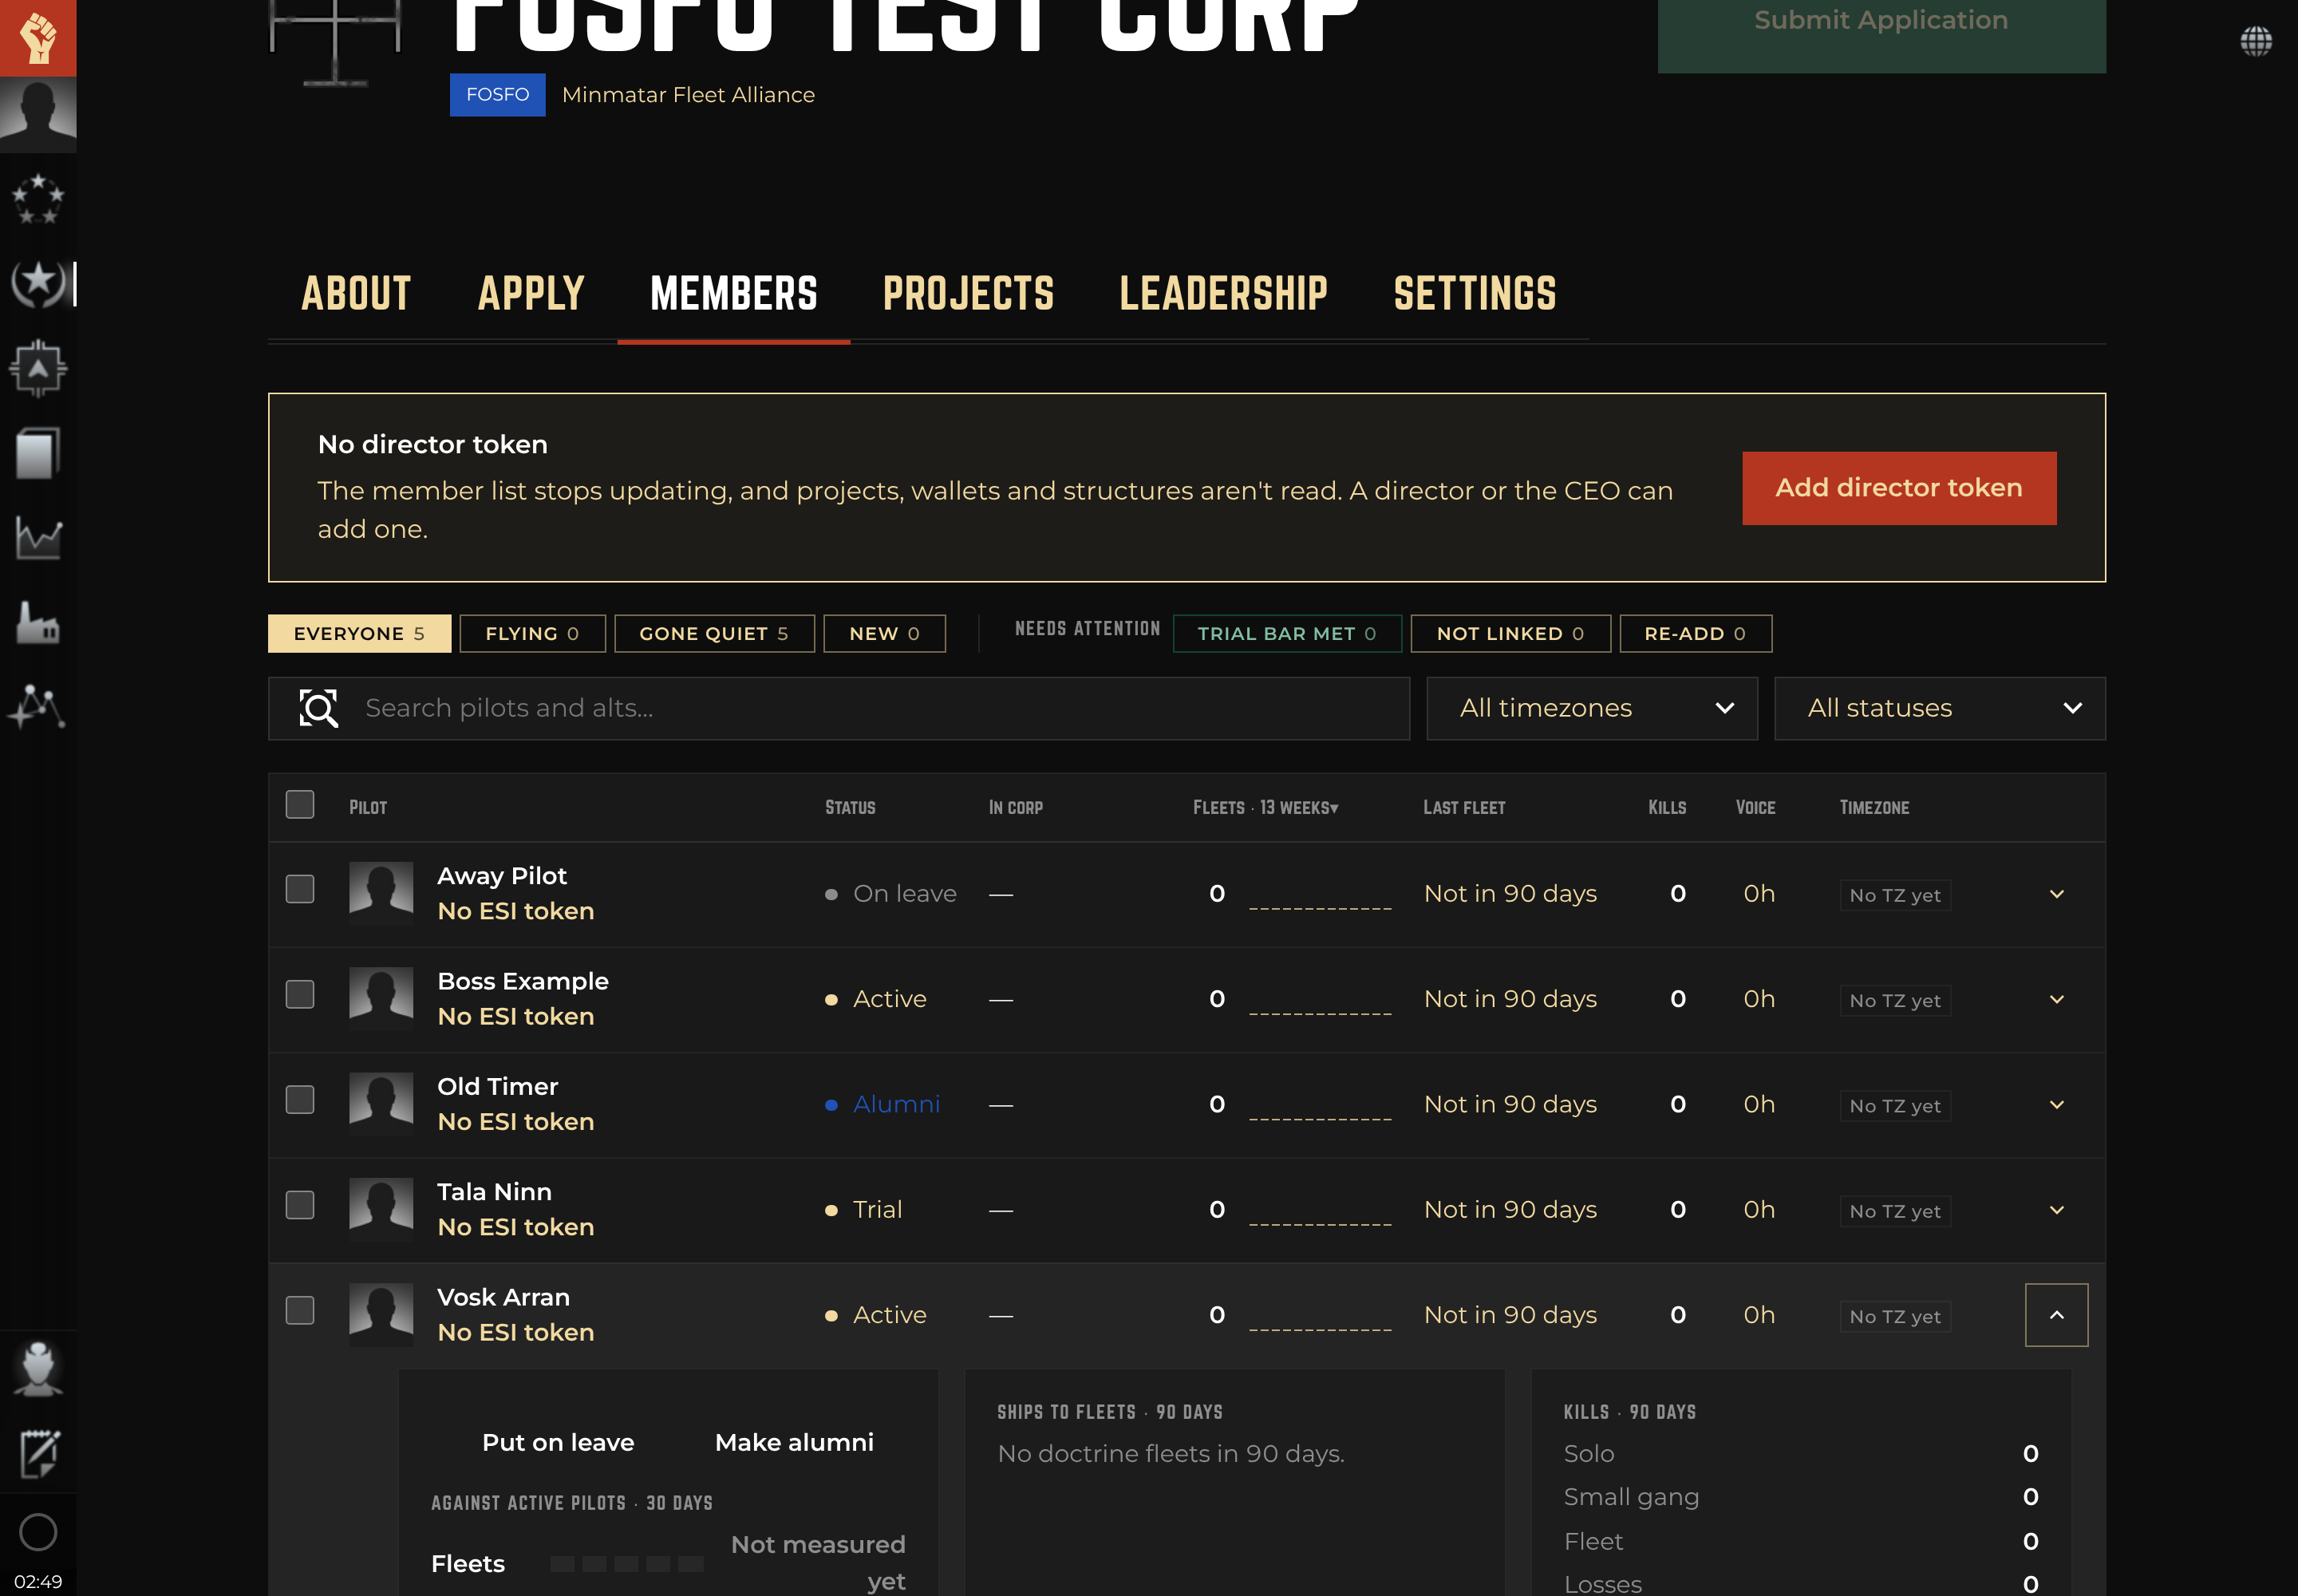 FOSFO TEST CORP
Submit Application
FOSFO
Minmatar Fleet Alliance
ABOUT
APPLY
MEMBERS
PROJECTS
LEADERSHIP
SETTINGS
No director token
The member list stops updating, and projects, wallets and structures aren't read. A director or the CEO can
add one.
Add director token
EVERYONE 5
FLYING 0
GONE QUIET 5
NEW 0
NEEDS ATTENTION
TRIAL BAR MET 0
NOT LINKED 0
RE-ADD 0
Search pilots and alts...
All timezones
All statuses
PILOT
STATUS
IN CORP
FLEETS · 13 WEEKS▾
LAST FLEET
KILLS
VOICE
TIMEZONE
Away Pilot
No ESI token
On leave
—
0
Not in 90 days
0
0h
No TZ yet
Boss Example
No ESI token
Active
—
0
Not in 90 days
0
0h
No TZ yet
Old Timer
No ESI token
Alumni
—
0
Not in 90 days
0
0h
No TZ yet
Tala Ninn
No ESI token
Trial
—
0
Not in 90 days
0
0h
No TZ yet
Vosk Arran
No ESI token
Active
—
0
Not in 90 days
0
0h
No TZ yet
Put on leave
Make alumni
AGAINST ACTIVE PILOTS · 30 DAYS
Fleets
Not measured
yet
SHIPS TO FLEETS · 90 DAYS
No doctrine fleets in 90 days.
KILLS · 90 DAYS
Solo 0
Small gang 0
Fleet 0
Losses 0
02:49